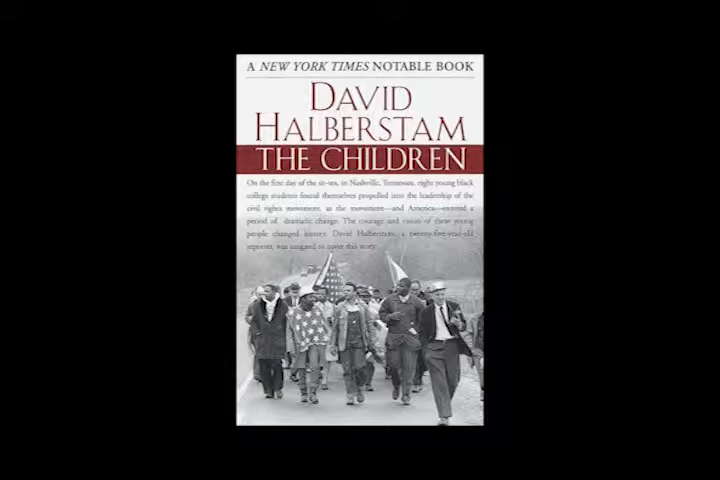 A NEW YORK TIMES NOTABLE BOOK
DAVID
HALBERSTAM
THE CHILDREN
On the first day of the sit-ins, in Nashville, Tennessee, eight young black
college students found themselves propelled into the leadership of the
civil rights movement, as the movement—and America—entered a
period of dramatic change. The courage and vision of these young
people changed history. David Halberstam, a twenty-five-year-old
reporter, was assigned to cover this story.